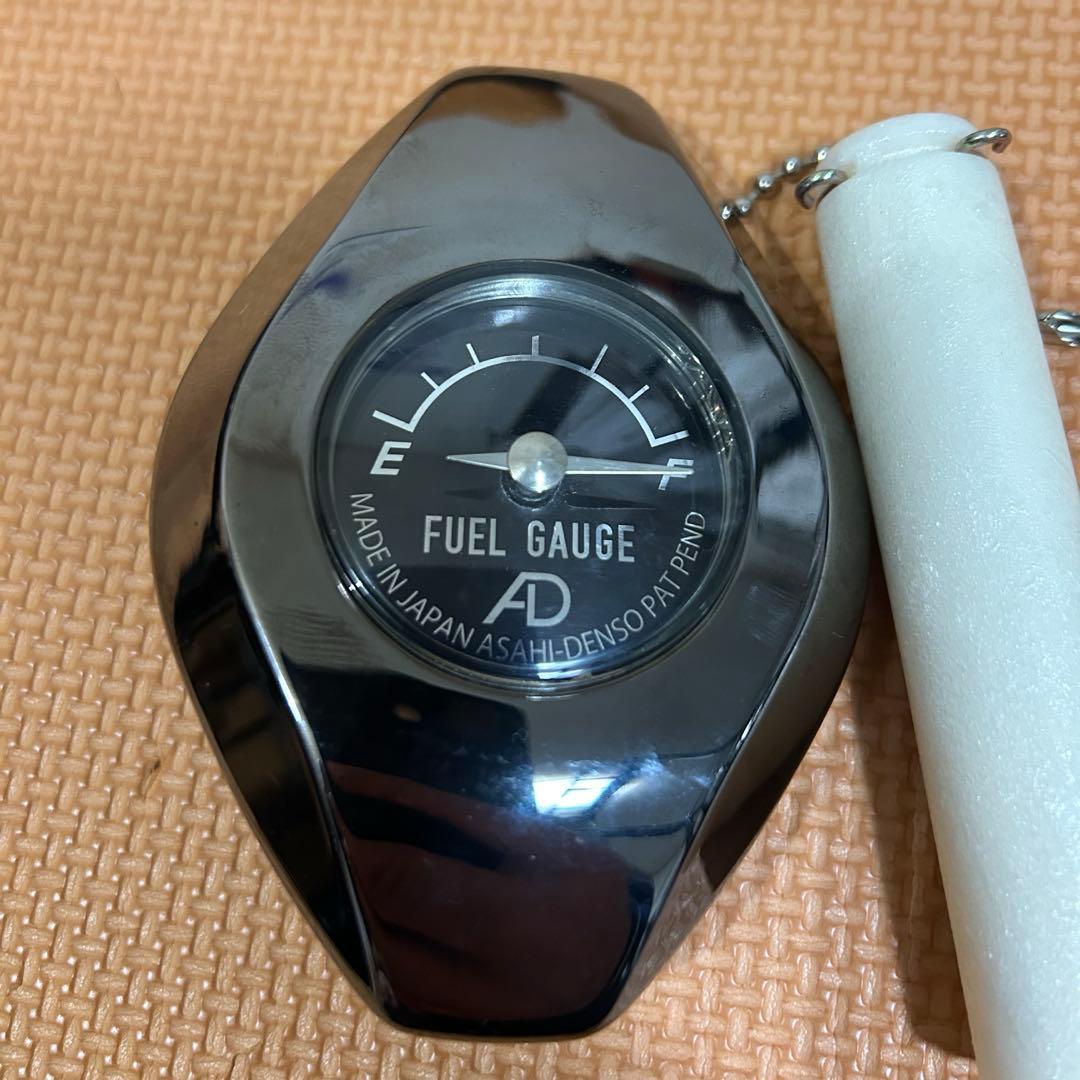 E F
FUEL GAUGE
AD
MADE IN JAPAN ASAHI-DENSO PAT PEND